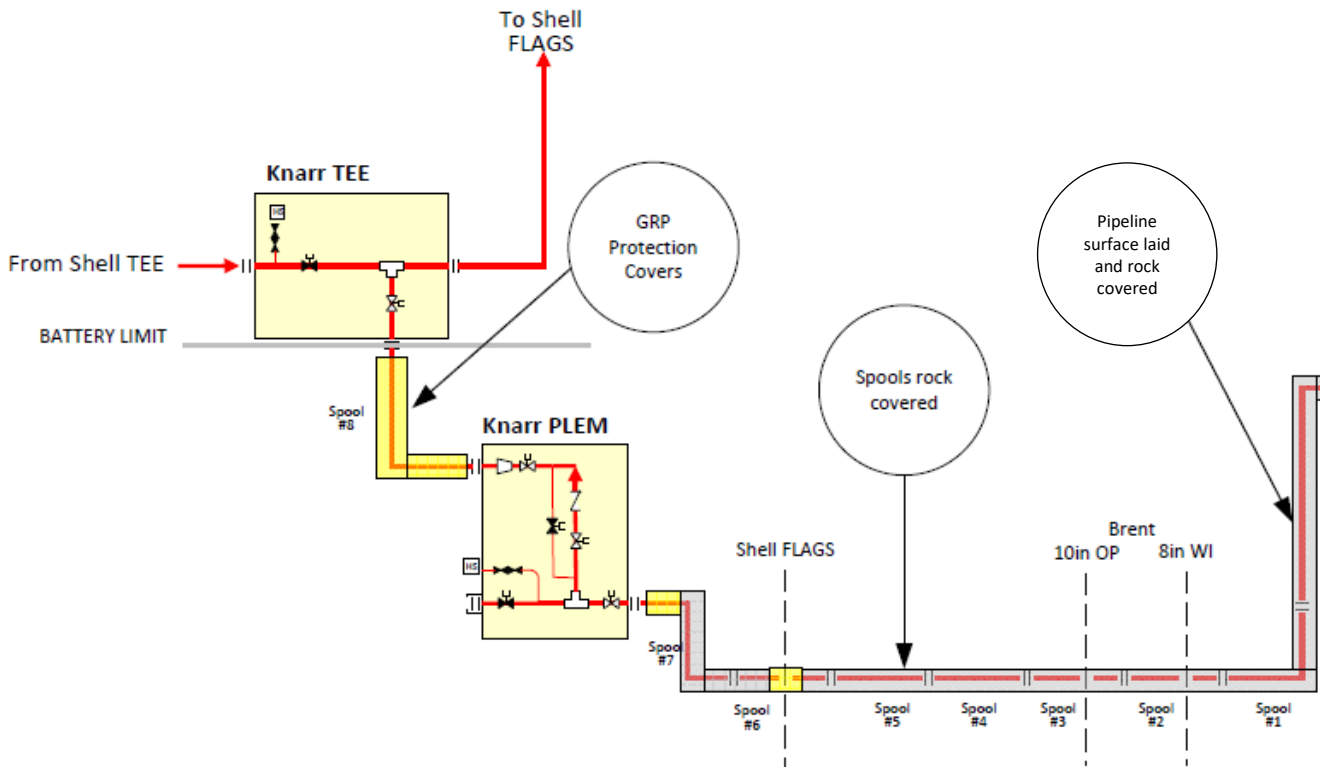 To Shell
FLAGS
Knarr TEE
HS
From Shell TEE
BATTERY LIMIT
GRP
Protection
Covers
Pipeline
surface laid
and rock
covered
Spool
#8
Knarr PLEM
Spools rock
covered
HS
Shell FLAGS
Brent
10in OP
8in WI
Spool
#7
Spool
#6
Spool
#5
Spool
#4
Spool
#3
Spool
#2
Spool
#1